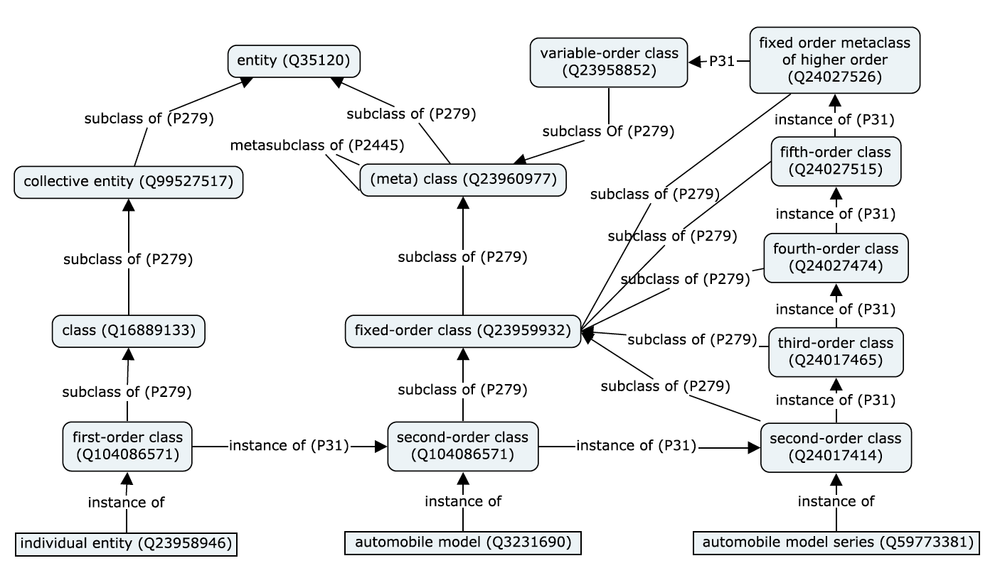 entity (Q35120)
variable-order class
(Q23958852)
P31
fixed order metaclass
of higher order
(Q24027526)
subclass of (P279)
subclass of (P279)
subclass Of (P279)
instance of (P31)
metasubclass of (P2445)
fifth-order class
(Q24027515)
collective entity (Q99527517)
(meta) class (Q23960977)
subclass of (P279)
instance of (P31)
subclass of (P279)
fourth-order class
(Q24027474)
subclass of (P279)
subclass of (P279)
subclass of (P279)
instance of (P31)
class (Q16889133)
fixed-order class (Q23959932)
subclass of (P279)
third-order class
(Q24017465)
subclass of (P279)
subclass of (P279)
subclass of (P279)
instance of (P31)
first-order class
(Q104086571)
instance of (P31)
second-order class
(Q104086571)
instance of (P31)
second-order class
(Q24017414)
instance of
instance of
instance of
individual entity (Q23958946)
automobile model (Q3231690)
automobile model series (Q59773381)